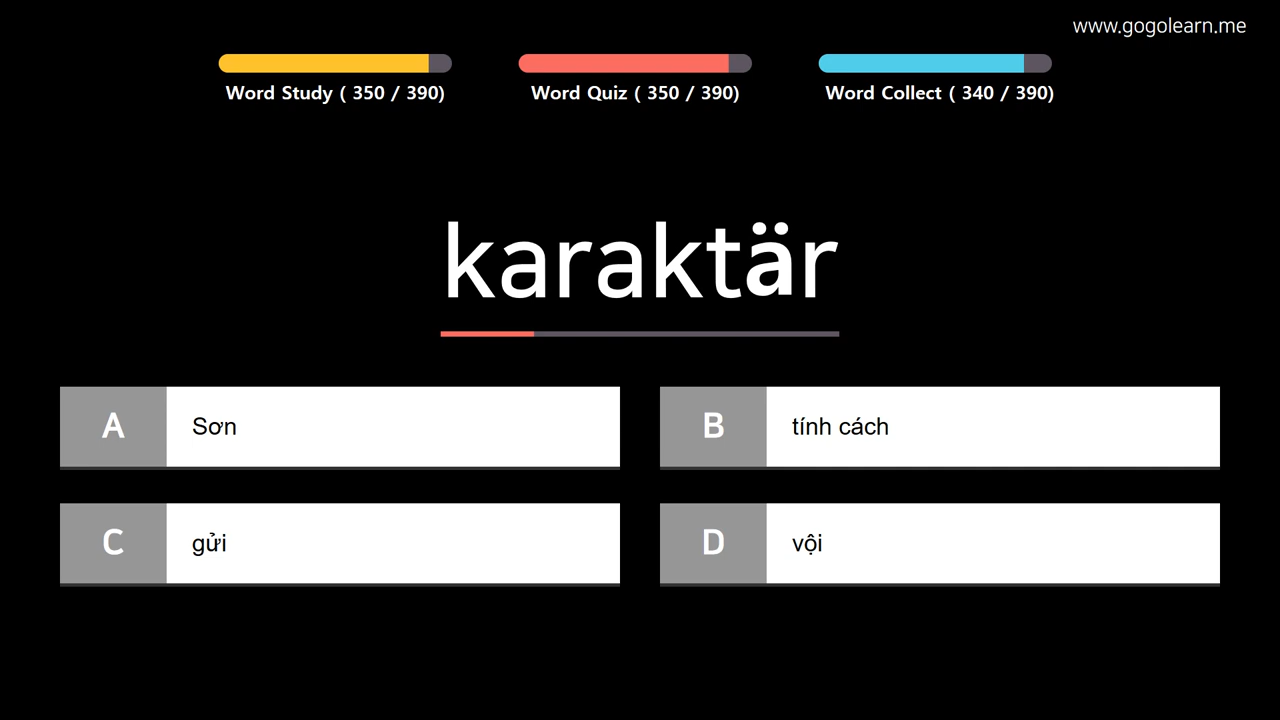 www.gogolearn.me
Word Study ( 350 / 390)
Word Quiz ( 350 / 390)
Word Collect ( 340 / 390)
karaktär
A Sơn
B tính cách
C gửi
D vội